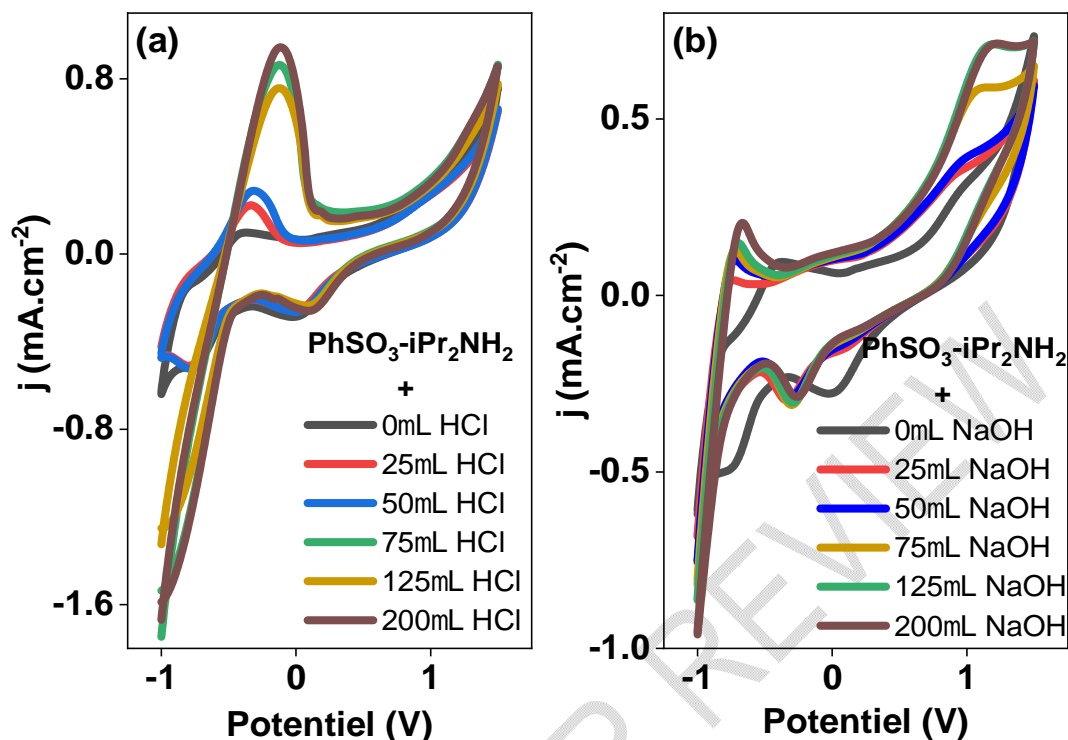 (a)
0.8
0.0
-0.8
-1.6
j (mA.cm-2)
PhSO3-iPr2NH2
+
0mL HCl
25mL HCl
50mL HCl
75mL HCl
125mL HCl
200mL HCl
-1 0 1
Potentiel (V)
(b)
0.5
0.0
-0.5
-1.0
j (mA.cm-2)
PhSO3-iPr2NH2
+
0mL NaOH
25mL NaOH
50mL NaOH
75mL NaOH
125mL NaOH
200mL NaOH
-1 0 1
Potentiel (V)
P REVIEW